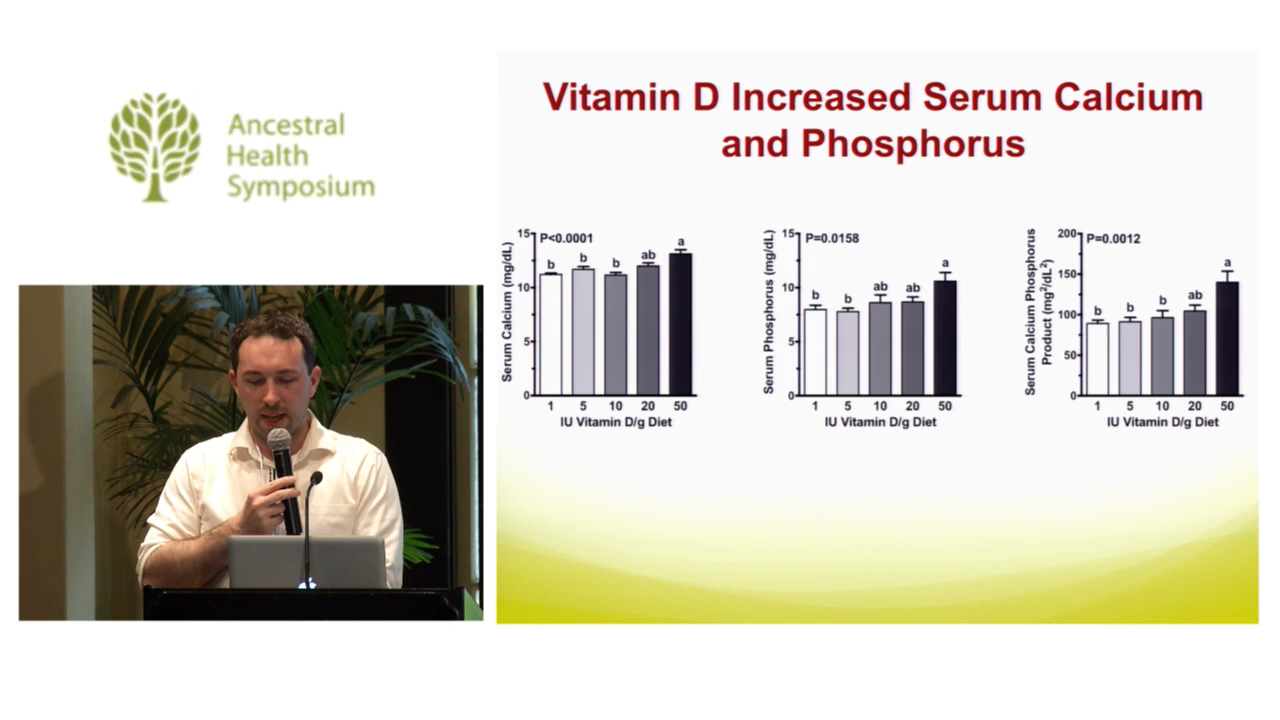 Ancestral
Health
Symposium
Vitamin D Increased Serum Calcium
and Phosphorus
Serum Calcium (mg/dL)
15
10
5
0
P<0.0001
b
b
b
ab
a
1 5 10 20 50
IU Vitamin D/g Diet
Serum Phosphorus (mg/dL)
15
10
5
0
P=0.0158
b
b
ab
ab
a
1 5 10 20 50
IU Vitamin D/g Diet
Serum Calcium Phosphorus
Product (mg²/dL²)
200
150
100
50
0
P=0.0012
b
b
b
ab
a
1 5 10 20 50
IU Vitamin D/g Diet